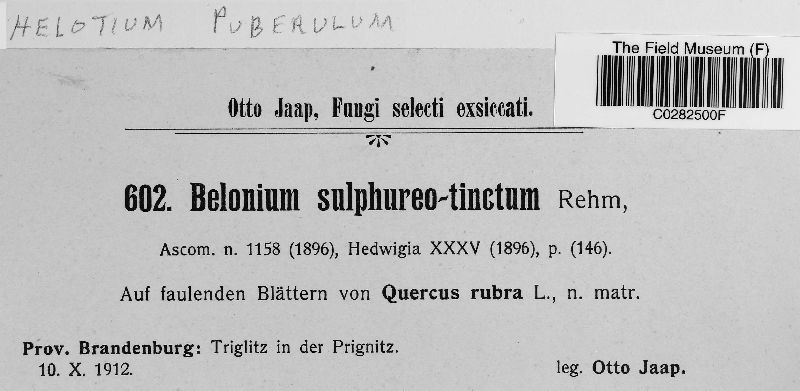 HELOTIUM PUBERULUM
The Field Museum (F)
C0282500F
Otto Jaap, Fungi selecti exsiccati.
602. Belonium sulphureo-tinctum Rehm,
Ascom. n. 1158 (1896), Hedwigia XXXV (1896), p. (146).
Auf faulenden Blättern von Quercus rubra L., n. matr.
Prov. Brandenburg: Triglitz in der Prignitz.
10. X. 1912.
leg. Otto Jaap.